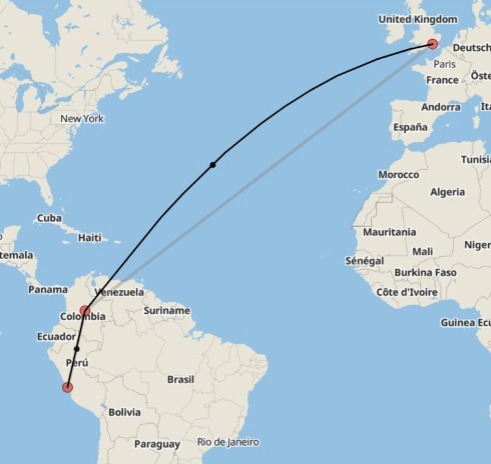 United Kingdom
Deutsch
Paris
France
Öste
Andorra
Ita
España
New York
Tunisia
Morocco
Algeria
Cuba
Haiti
Mauritania
Mali
Niger
Sénégal
Burkina Faso
temala
Panama
Venezuela
Côte d'Ivoire
Colombia
Suriname
Guinea Ecu
Ecuador
Perú
Brasil
Bolivia
Paraguay
Rio de Janeiro